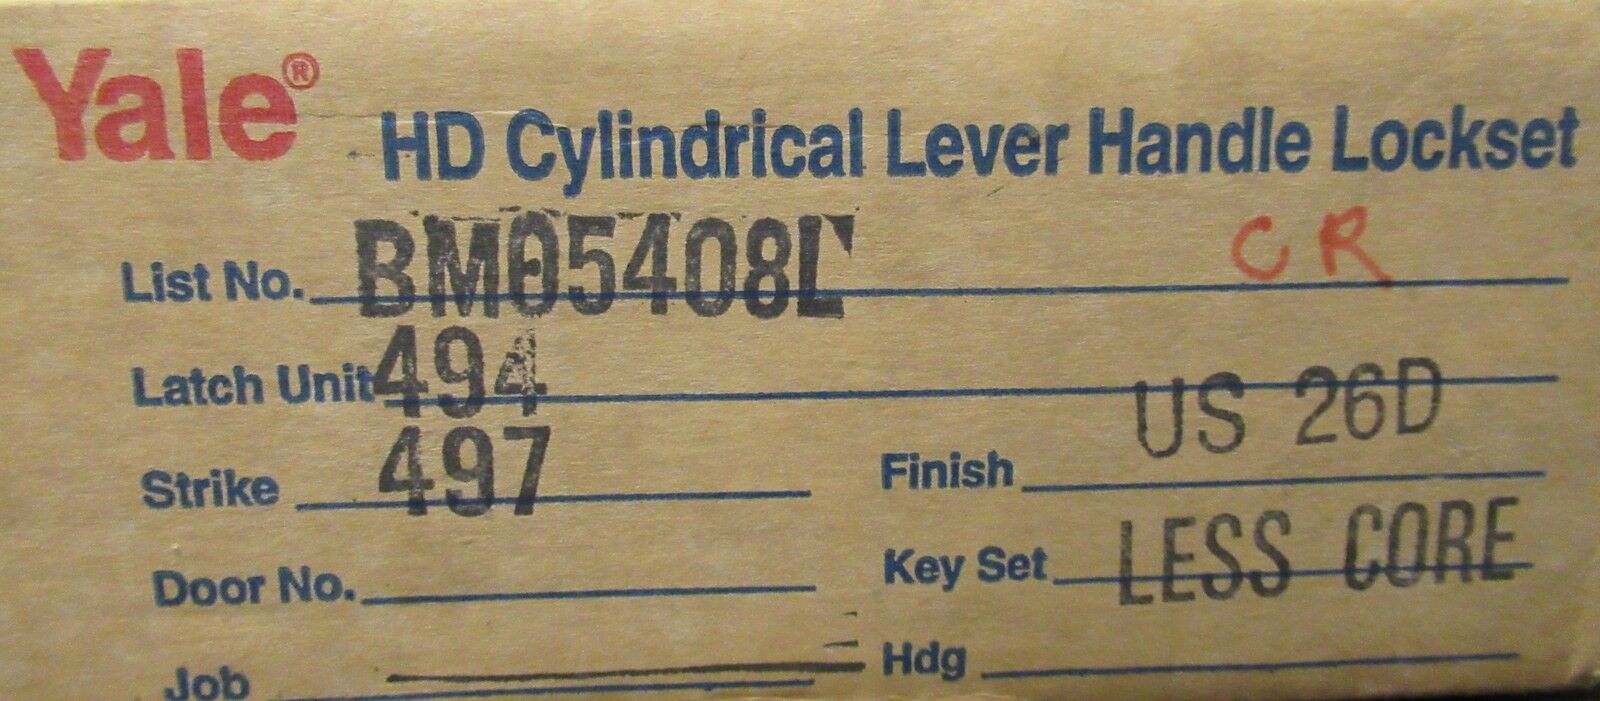 Yale®
HD Cylindrical Lever Handle Lockset
List No. BM05408L CR
Latch Unit 494
Strike 497
Finish US 26D
Door No.
Key Set LESS CORE
Job
Hdg